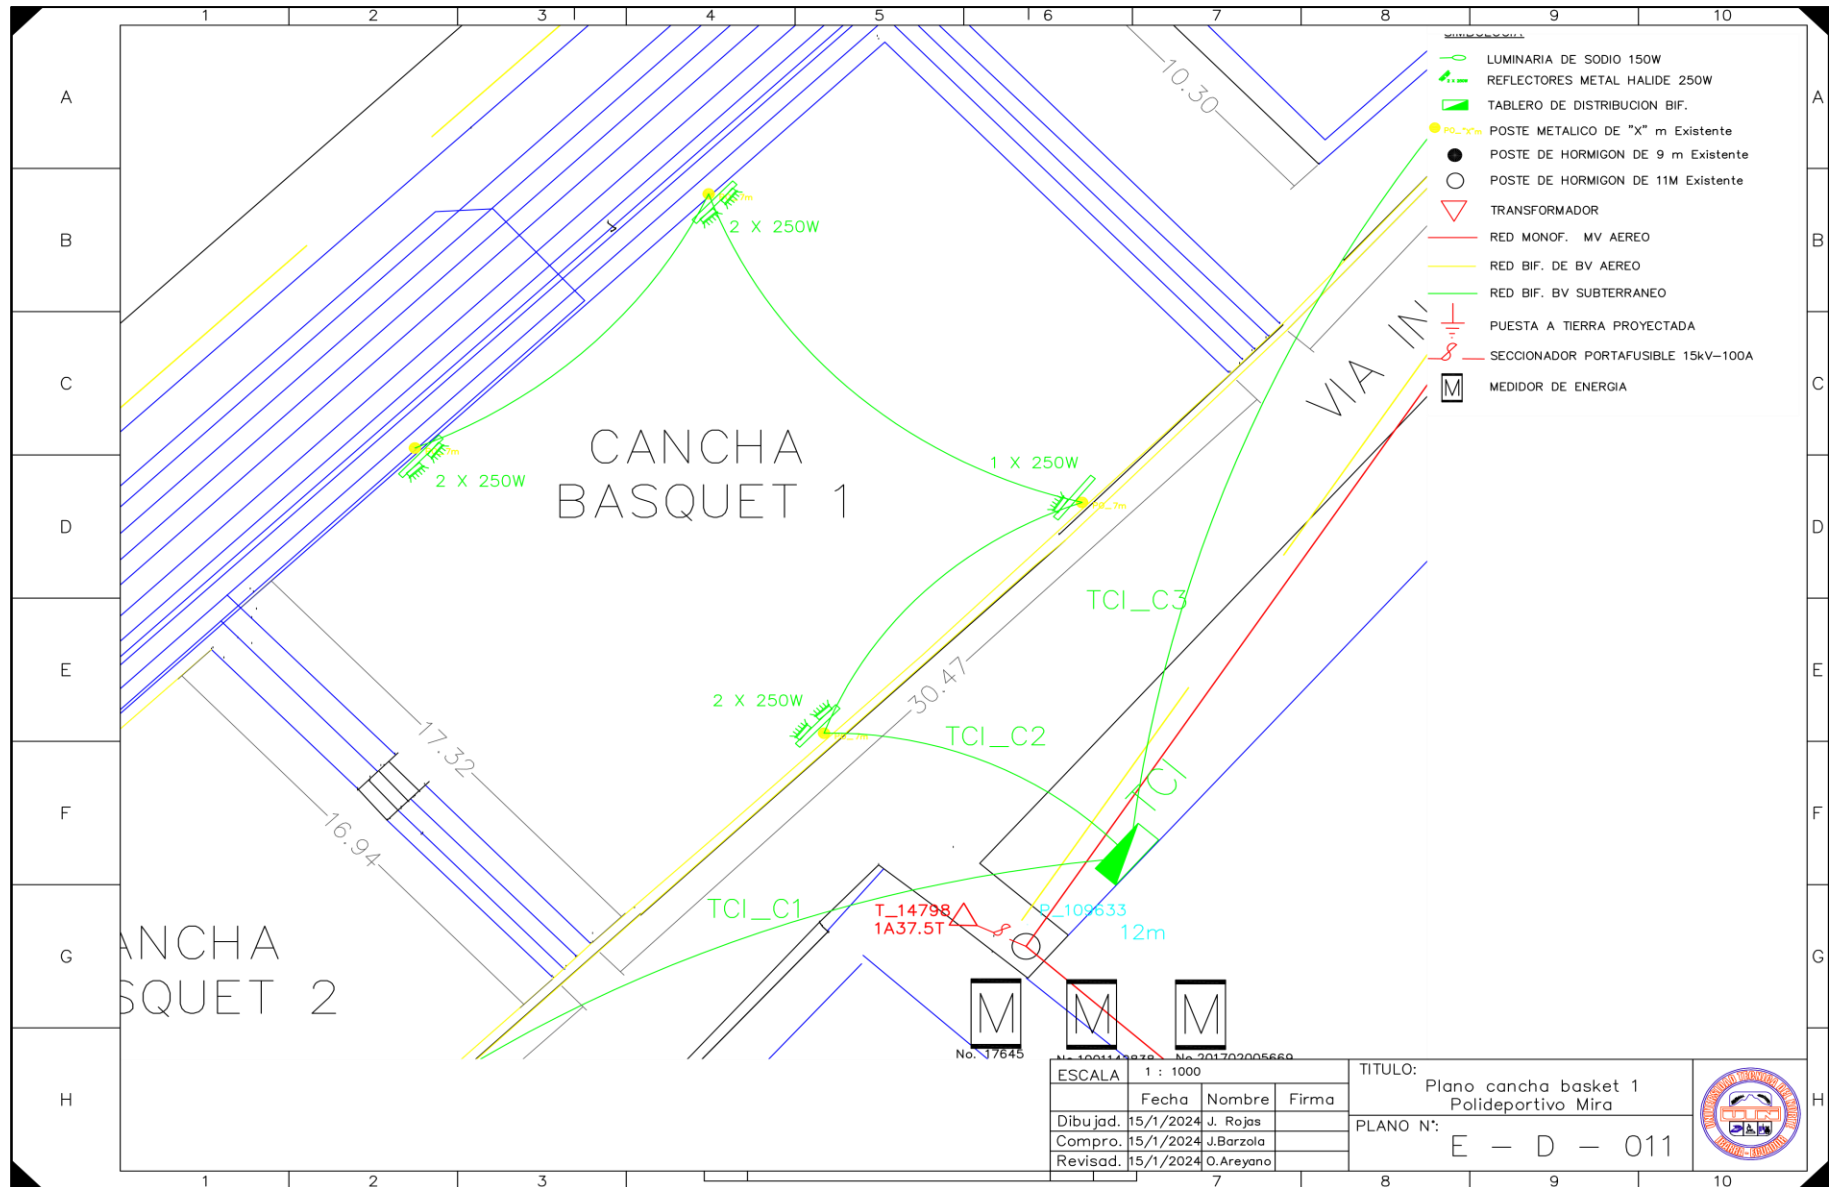 1 2 3 4 5 6 7 8 9 10
A
B
C
D
E
F
G
H
A
B
C
D
E
F
G
H
1 2 3 7 8 9 10
10.30
2 X 250W
2 X 250W
CANCHA
BASQUET 1
1 X 250W
VIA IN
TCI_C3
30.47
2 X 250W
TCI_C2
TCI
17.32
16.94
TCI_C1
T_14798
1A37.5T
P_109633
12m
ANCHA
SQUET 2
M M M
No. 17645
No.201702005669
SIMBOLOGIA
LUMINARIA DE SODIO 150W
REFLECTORES METAL HALIDE 250W
TABLERO DE DISTRIBUCION BIF.
POSTE METALICO DE "X" m Existente
POSTE DE HORMIGON DE 9 m Existente
POSTE DE HORMIGON DE 11M Existente
TRANSFORMADOR
RED MONOF. MV AEREO
RED BIF. DE BV AEREO
RED BIF. BV SUBTERRANEO
PUESTA A TIERRA PROYECTADA
SECCIONADOR PORTAFUSIBLE 15kV-100A
M MEDIDOR DE ENERGIA
ESCALA 1 : 1000
Fecha Nombre Firma
Dibujad. 15/1/2024 J. Rojas
Compro. 15/1/2024 J.Barzola
Revisad. 15/1/2024 O.Areyano
TITULO:
Plano cancha basket 1
Polideportivo Mira
PLANO N°:
E - D - 011
UTN